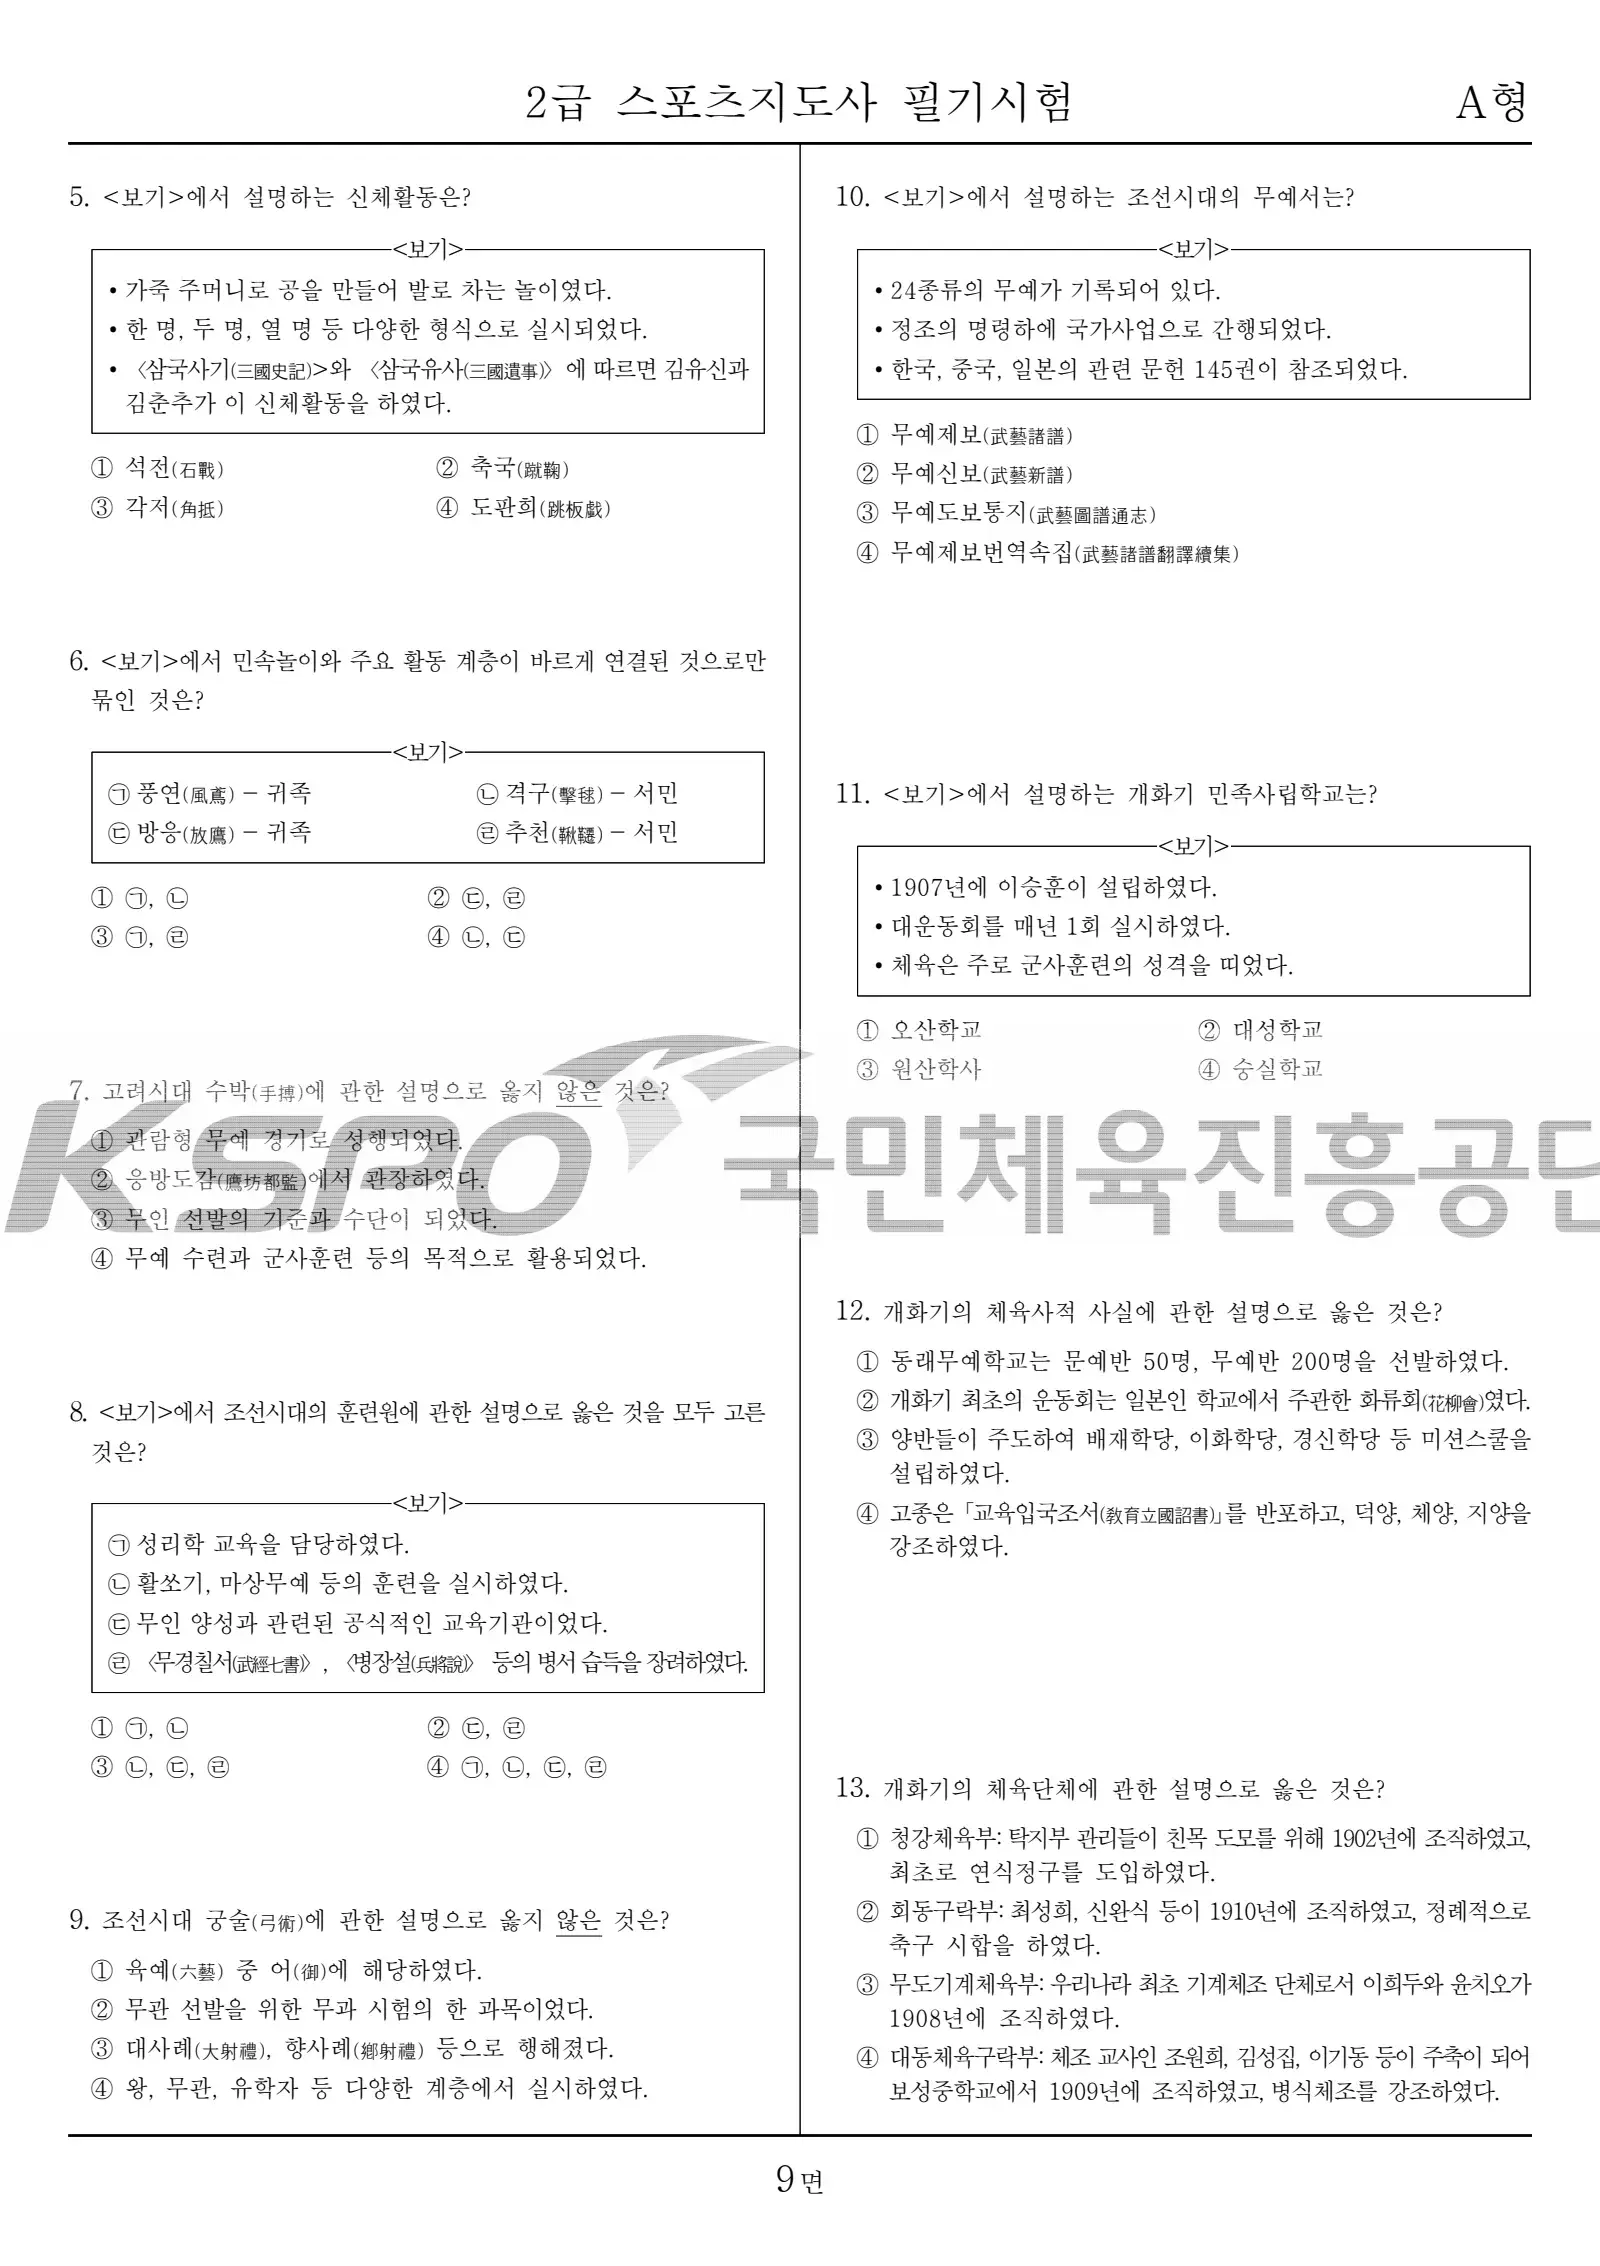 2급 스포츠지도사 필기시험
A형
5. <보기>에서 설명하는 신체활동은?
<보기>
• 가죽 주머니로 공을 만들어 발로 차는 놀이였다.
• 한 명, 두 명, 열 명 등 다양한 형식으로 실시되었다.
• 〈삼국사기(三國史記)>와 〈삼국유사(三國遺事)〉에 따르면 김유신과
김춘추가 이 신체활동을 하였다.
① 석전(石戰) ② 축국(蹴鞠)
③ 각저(角抵) ④ 도판희(跳板戱)
6. <보기>에서 민속놀이와 주요 활동 계층이 바르게 연결된 것으로만
묶인 것은?
<보기>
㉠ 풍연(風鳶) – 귀족 ㉡ 격구(擊毬) – 서민
㉢ 방응(放鷹) – 귀족 ㉣ 추천(鞦韆) – 서민
① ㉠, ㉡ ② ㉢, ㉣
③ ㉠, ㉣ ④ ㉡, ㉢
7. 고려시대 수박(手搏)에 관한 설명으로 옳지 않은 것은?
① 관람형 무예 경기로 성행되었다.
② 응방도감(鷹坊都監)에서 관장하였다.
③ 무인 선발의 기준과 수단이 되었다.
④ 무예 수련과 군사훈련 등의 목적으로 활용되었다.
8. <보기>에서 조선시대의 훈련원에 관한 설명으로 옳은 것을 모두 고른
것은?
<보기>
㉠ 성리학 교육을 담당하였다.
㉡ 활쏘기, 마상무예 등의 훈련을 실시하였다.
㉢ 무인 양성과 관련된 공식적인 교육기관이었다.
㉣ 〈무경칠서(武經七書)〉, 〈병장설(兵將說)〉 등의 병서 습득을 장려하였다.
① ㉠, ㉡ ② ㉢, ㉣
③ ㉡, ㉢, ㉣ ④ ㉠, ㉡, ㉢, ㉣
9. 조선시대 궁술(弓術)에 관한 설명으로 옳지 않은 것은?
① 육예(六藝) 중 어(御)에 해당하였다.
② 무관 선발을 위한 무과 시험의 한 과목이었다.
③ 대사례(大射禮), 향사례(鄕射禮) 등으로 행해졌다.
④ 왕, 무관, 유학자 등 다양한 계층에서 실시하였다.
10. <보기>에서 설명하는 조선시대의 무예서는?
<보기>
• 24종류의 무예가 기록되어 있다.
• 정조의 명령하에 국가사업으로 간행되었다.
• 한국, 중국, 일본의 관련 문헌 145권이 참조되었다.
① 무예제보(武藝諸譜)
② 무예신보(武藝新譜)
③ 무예도보통지(武藝圖譜通志)
④ 무예제보번역속집(武藝諸譜翻譯續集)
11. <보기>에서 설명하는 개화기 민족사립학교는?
<보기>
• 1907년에 이승훈이 설립하였다.
• 대운동회를 매년 1회 실시하였다.
• 체육은 주로 군사훈련의 성격을 띠었다.
① 오산학교 ② 대성학교
③ 원산학사 ④ 숭실학교
KSPO 국민체육진흥공단
12. 개화기의 체육사적 사실에 관한 설명으로 옳은 것은?
① 동래무예학교는 문예반 50명, 무예반 200명을 선발하였다.
② 개화기 최초의 운동회는 일본인 학교에서 주관한 화류회(花柳會)였다.
③ 양반들이 주도하여 배재학당, 이화학당, 경신학당 등 미션스쿨을
설립하였다.
④ 고종은 「교육입국조서(敎育立國詔書)」를 반포하고, 덕양, 체양, 지양을
강조하였다.
13. 개화기의 체육단체에 관한 설명으로 옳은 것은?
① 청강체육부: 탁지부 관리들이 친목 도모를 위해 1902년에 조직하였고,
최초로 연식정구를 도입하였다.
② 회동구락부: 최성희, 신완식 등이 1910년에 조직하였고, 정례적으로
축구 시합을 하였다.
③ 무도기계체육부: 우리나라 최초 기계체조 단체로서 이희두와 윤치오가
1908년에 조직하였다.
④ 대동체육구락부: 체조 교사인 조원희, 김성집, 이기동 등이 주축이 되어
보성중학교에서 1909년에 조직하였고, 병식체조를 강조하였다.
9면